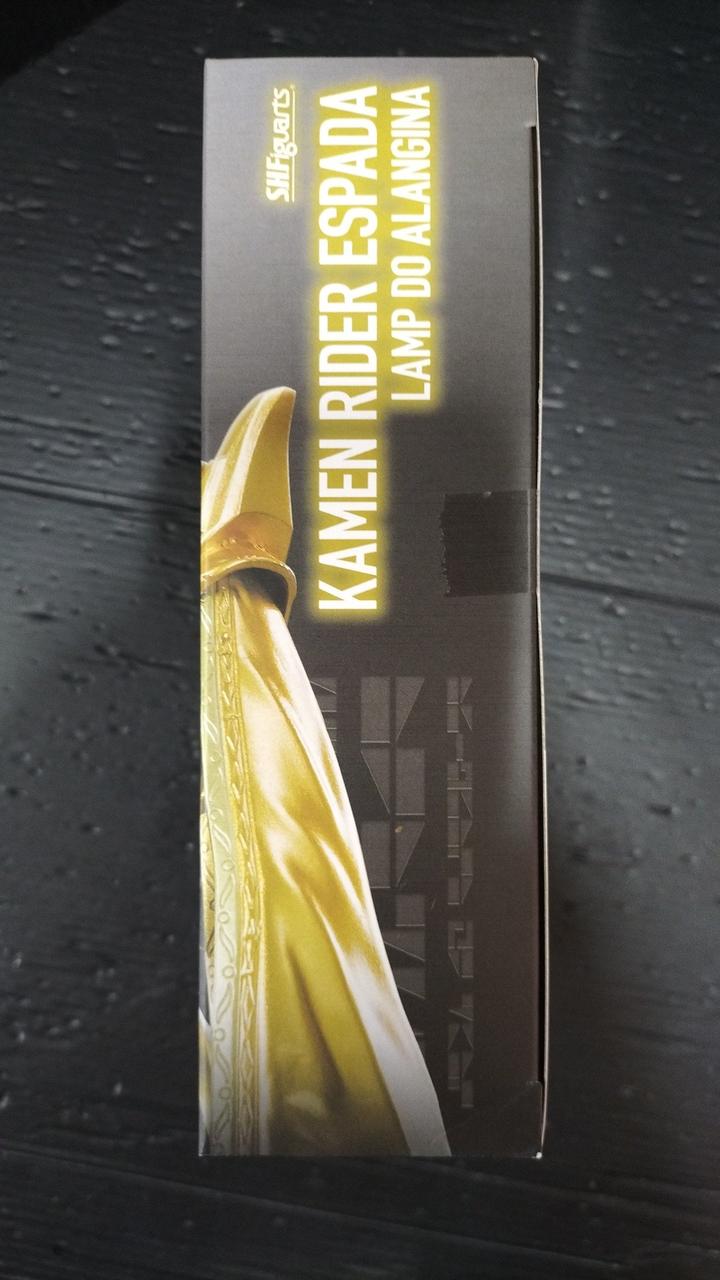 S.H.Figuarts
KAMEN RIDER ESPADA
LAMP DO ALANGINA